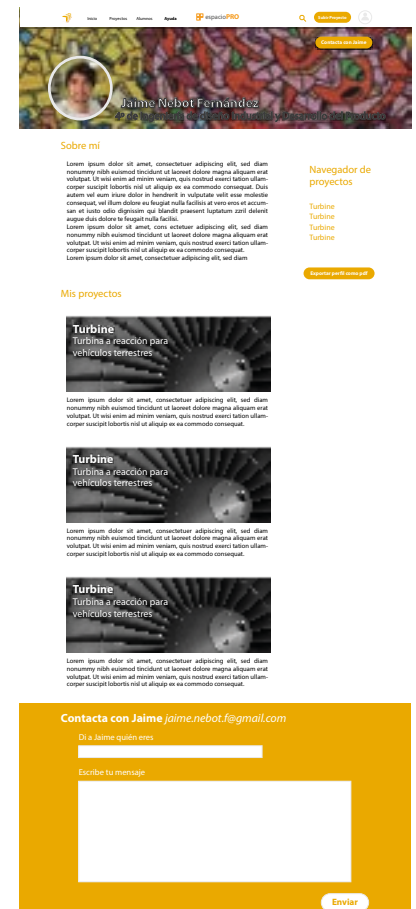 Inicio Proyectos Alumnos Ayuda espacioPRO Subir Proyecto
Contacta con Jaime
Jaime Nebot Fernández
4º de Ingeniería en Diseño Industrial y Desarrollo del Producto
Sobre mí
Lorem ipsum dolor sit amet, consectetuer adipiscing elit, sed diam
nonummy nibh euismod tincidunt ut laoreet dolore magna aliquam erat
volutpat. Ut wisi enim ad minim veniam, quis nostrud exerci tation ullam-
corper suscipit lobortis nisl ut aliquip ex ea commodo consequat. Duis
autem vel eum iriure dolor in hendrerit in vulputate velit esse molestie
consequat, vel illum dolore eu feugiat nulla facilisis at vero eros et accum-
san et iusto odio dignissim qui blandit praesent luptatum zzril delenit
augue duis dolore te feugait nulla facilisi.
Lorem ipsum dolor sit amet, cons ectetuer adipiscing elit, sed diam
nonummy nibh euismod tincidunt ut laoreet dolore magna aliquam erat
volutpat. Ut wisi enim ad minim veniam, quis nostrud exerci tation ullam-
corper suscipit lobortis nisl ut aliquip ex ea commodo consequat.
Lorem ipsum dolor sit amet, consectetuer adipiscing elit, sed diam
Navegador de
proyectos
Turbine
Turbine
Turbine
Turbine
Exportar perfil como pdf
Mis proyectos
Turbine
Turbina a reacción para
vehículos terrestres
Lorem ipsum dolor sit amet, consectetuer adipiscing elit, sed diam
nonummy nibh euismod tincidunt ut laoreet dolore magna aliquam erat
volutpat. Ut wisi enim ad minim veniam, quis nostrud exerci tation ullam-
corper suscipit lobortis nisl ut aliquip ex ea commodo consequat.
Turbine
Turbina a reacción para
vehículos terrestres
Lorem ipsum dolor sit amet, consectetuer adipiscing elit, sed diam
nonummy nibh euismod tincidunt ut laoreet dolore magna aliquam erat
volutpat. Ut wisi enim ad minim veniam, quis nostrud exerci tation ullam-
corper suscipit lobortis nisl ut aliquip ex ea commodo consequat.
Turbine
Turbina a reacción para
vehículos terrestres
Lorem ipsum dolor sit amet, consectetuer adipiscing elit, sed diam
nonummy nibh euismod tincidunt ut laoreet dolore magna aliquam erat
volutpat. Ut wisi enim ad minim veniam, quis nostrud exerci tation ullam-
corper suscipit lobortis nisl ut aliquip ex ea commodo consequat.
Contacta con Jaime jaime.nebot.f@gmail.com
Di a Jaime quién eres
Escribe tu mensaje
Enviar